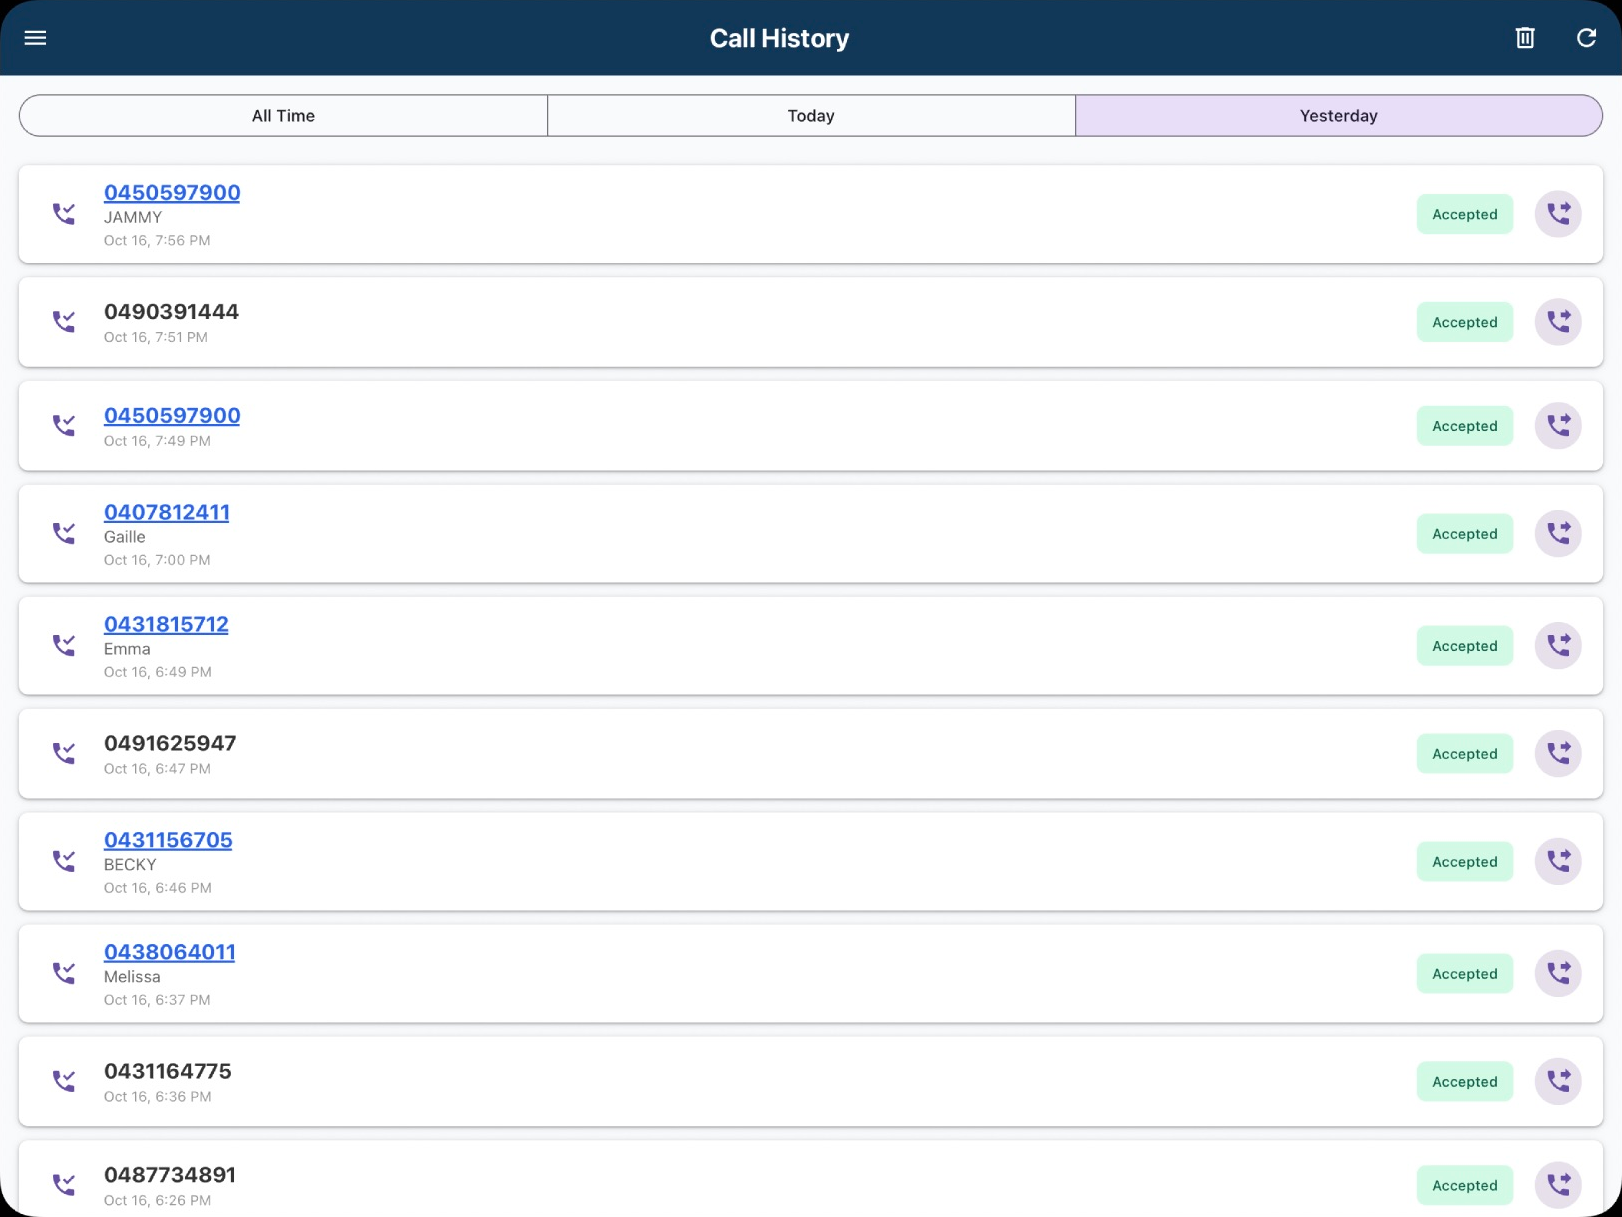 Call History
All Time
Today
Yesterday
0450597900
JAMMY
Oct 16, 7:56 PM
Accepted
0490391444
Oct 16, 7:51 PM
Accepted
0450597900
Oct 16, 7:49 PM
Accepted
0407812411
Gaille
Oct 16, 7:00 PM
Accepted
0431815712
Emma
Oct 16, 6:49 PM
Accepted
0491625947
Oct 16, 6:47 PM
Accepted
0431156705
BECKY
Oct 16, 6:46 PM
Accepted
0438064011
Melissa
Oct 16, 6:37 PM
Accepted
0431164775
Oct 16, 6:36 PM
Accepted
0487734891
Oct 16, 6:26 PM
Accepted